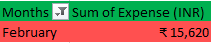 Months Sum of Expense (INR)
February ₹ 15,620